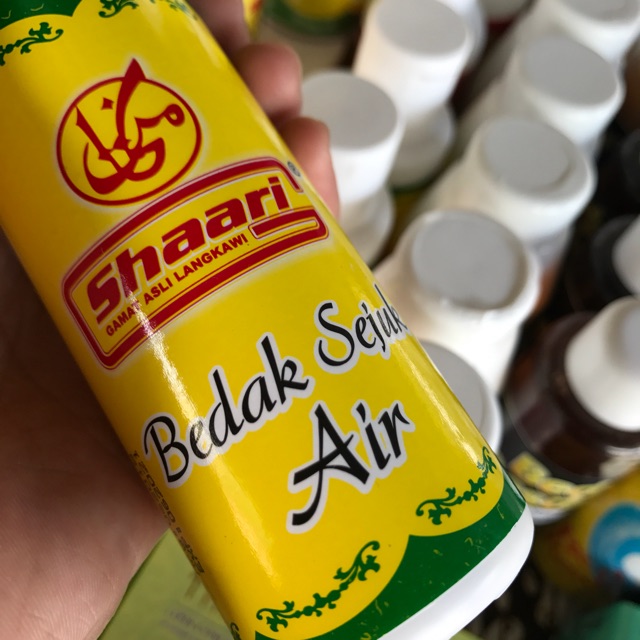 Shaari®
GAMAT ASLI LANGKAWI
Bedak Sejuk
Air